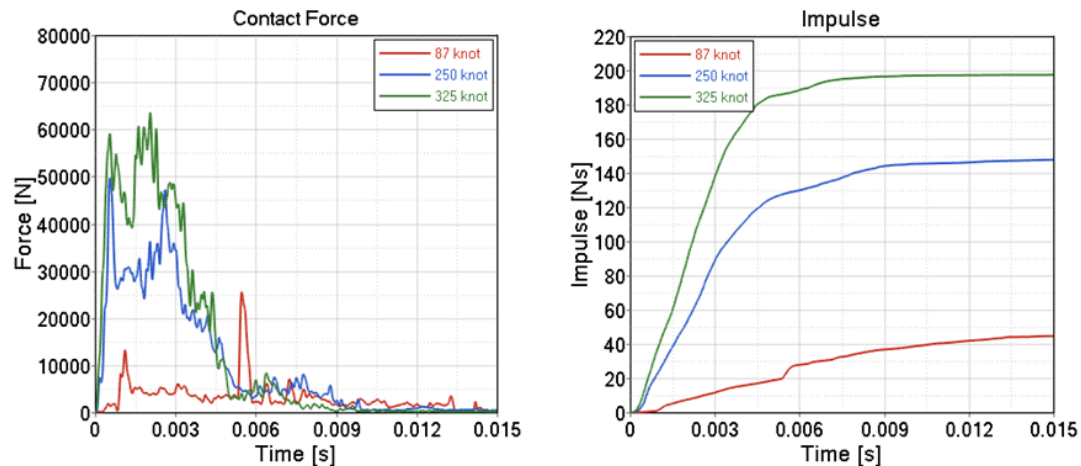 Contact Force
80000
70000
60000
50000
40000
30000
20000
10000
0
Force [N]
87 knot
250 knot
325 knot
0 0.003 0.006 0.009 0.012 0.015
Time [s]
Impulse
220
200
180
160
140
120
100
80
60
40
20
0
Impulse [Ns]
87 knot
250 knot
325 knot
0 0.003 0.006 0.009 0.012 0.015
Time [s]